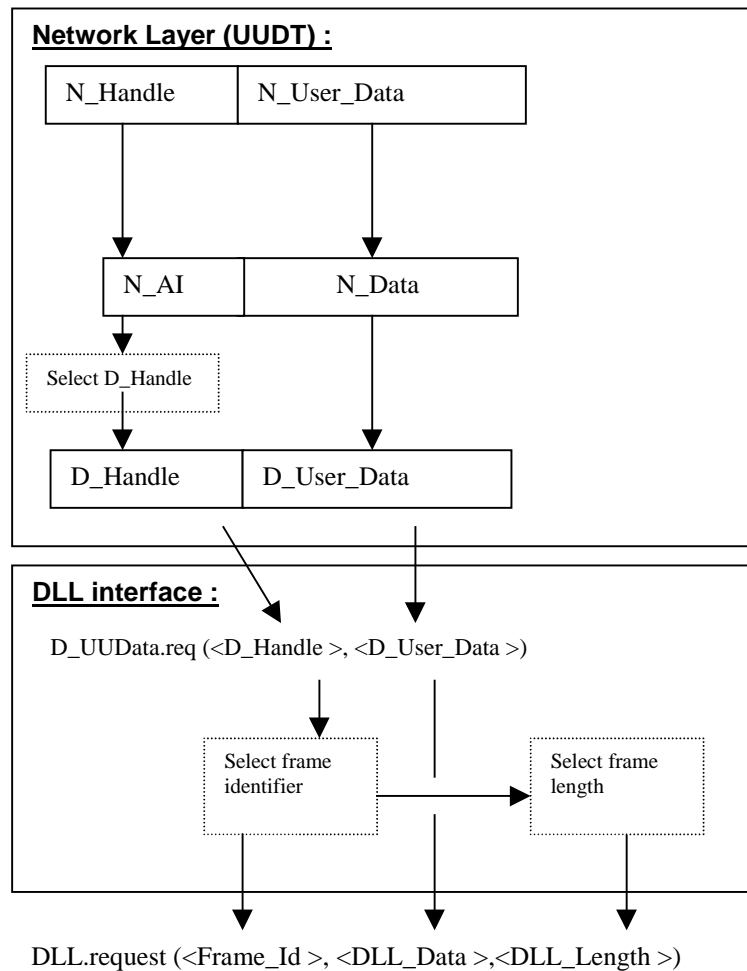 Network Layer (UUDT) :
N_Handle N_User_Data
N_AI N_Data
Select D_Handle
D_Handle D_User_Data
DLL interface :
D_UUData.req (<D_Handle >, <D_User_Data >)
Select frame
identifier
Select frame
length
DLL.request (<Frame_Id >, <DLL_Data >,<DLL_Length >)